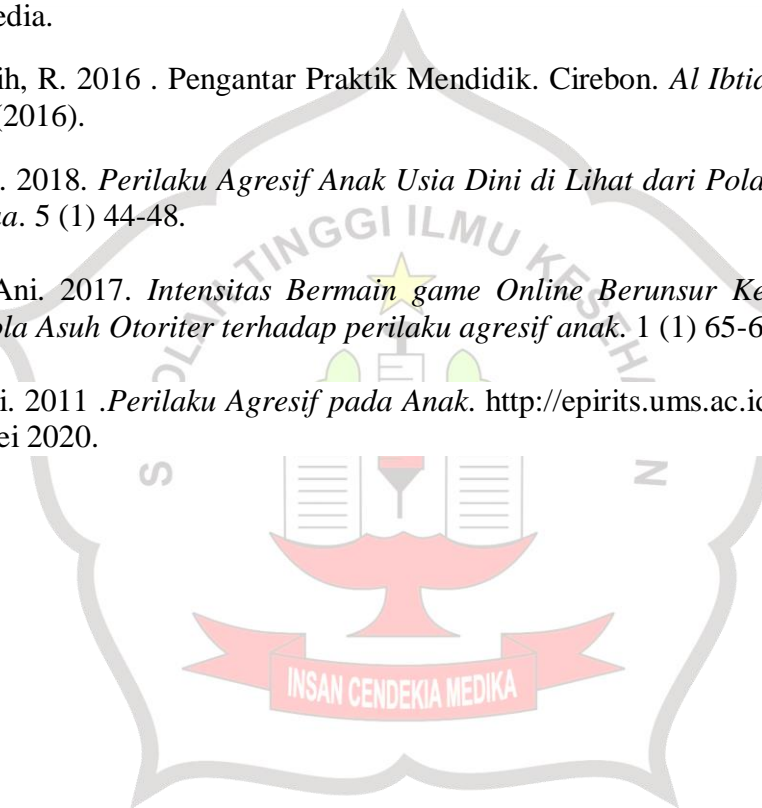 edia.
ih, R. 2016 . Pengantar Praktik Mendidik. Cirebon. Al Ibtid
(2016).
. 2018. Perilaku Agresif Anak Usia Dini di Lihat dari Pola
a. 5 (1) 44-48.
Ani. 2017. Intensitas Bermain game Online Berunsur Ke
ola Asuh Otoriter terhadap perilaku agresif anak. 1 (1) 65-6
i. 2011 .Perilaku Agresif pada Anak. http://epirits.ums.ac.id
ei 2020.
S OLAH TINGGI ILMU KESEHA N
INSAN CENDEKIA MEDIKA